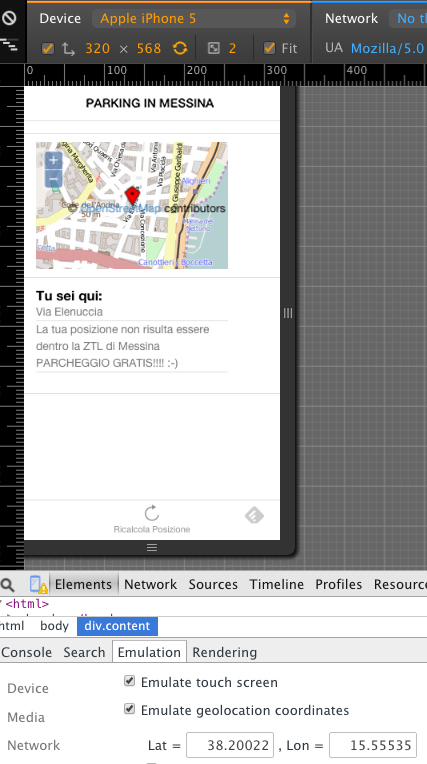 Device Apple iPhone 5 Network No th
320 × 568 2 Fit UA Mozilla/5.0
0 100 200 300 400
PARKING IN MESSINA
+
−
Alighieri
© OpenStreetMap contributors
50 m
Canottieri Boccetta
Tu sei qui:
Via Elenuccia
La tua posizione non risulta essere
dentro la ZTL di Messina
PARCHEGGIO GRATIS!!!! :-)
Ricalcola Posizione
Elements Network Sources Timeline Profiles Resource
<html>
html body div.content
Console Search Emulation Rendering
Device Emulate touch screen
Media Emulate geolocation coordinates
Network Lat = 38.20022 , Lon = 15.55535